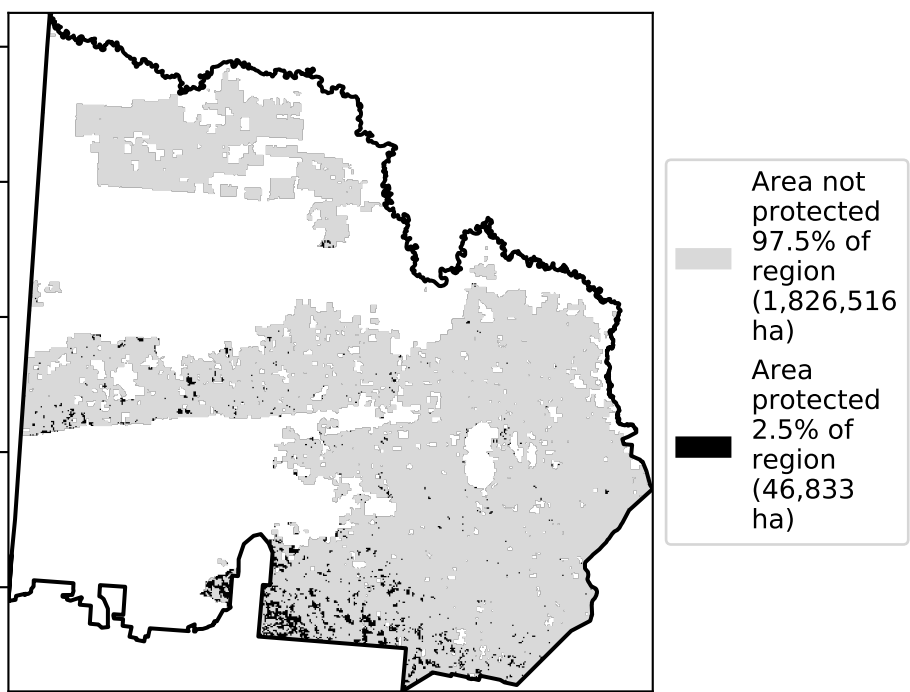 Area not
protected
97.5% of
region
(1,826,516
ha)
Area
protected
2.5% of
region
(46,833
ha)